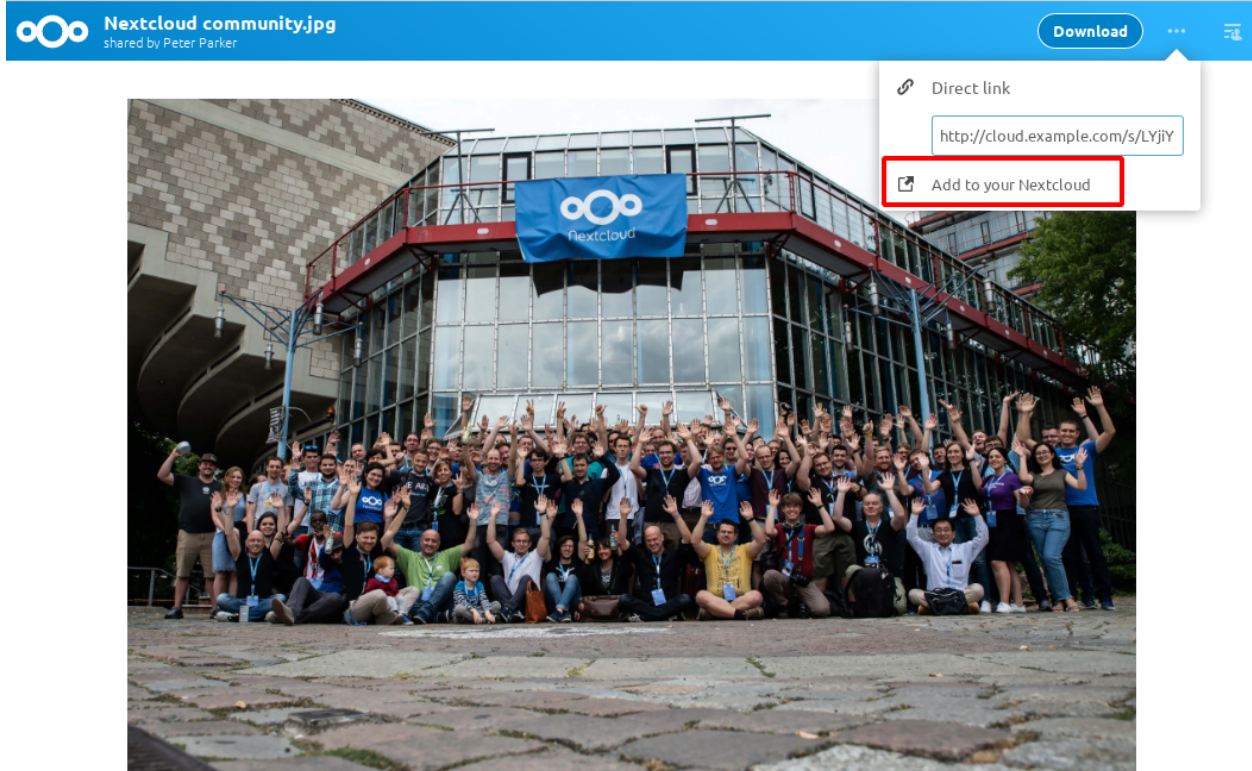 Nextcloud community.jpg
shared by Peter Parker
Download
Direct link
http://cloud.example.com/s/LYjiY
Add to your Nextcloud
Nextcloud